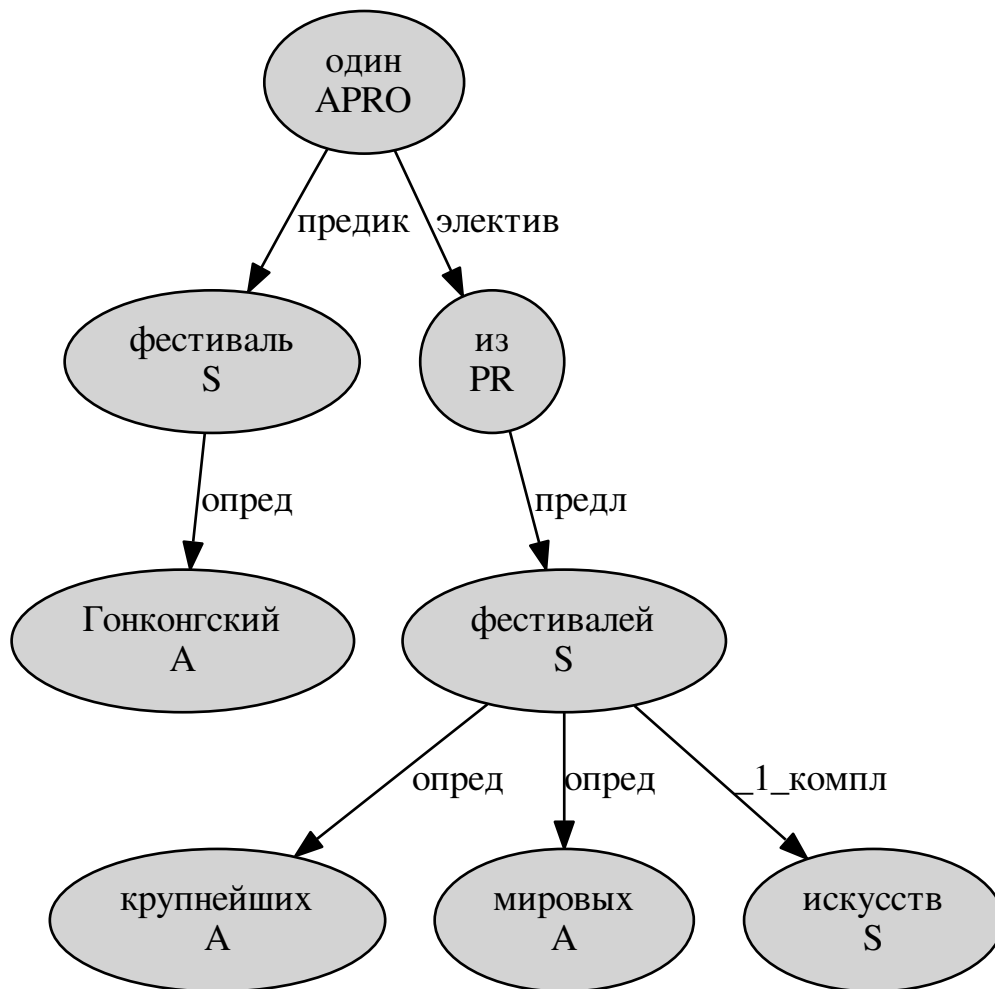 один
APRO
предик
электив
фестиваль
S
из
PR
опред
предл
Гонконгский
A
фестивалей
S
опред
опред
_1_компл
крупнейших
A
мировых
A
искусств
S